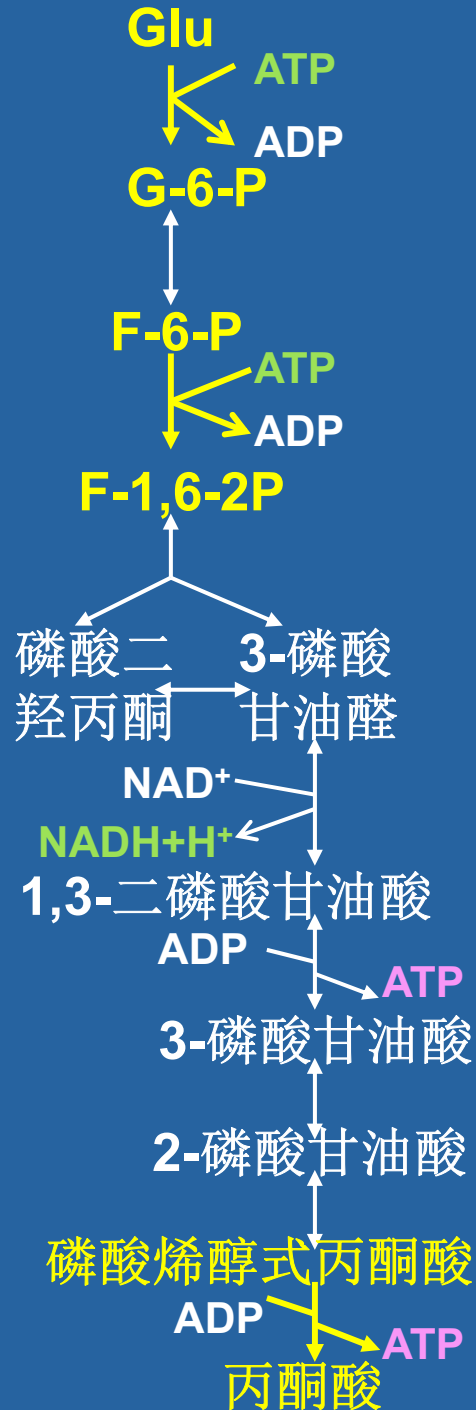 Glu
ATP
ADP
G-6-P
F-6-P
ATP
ADP
F-1,6-2P
磷酸二 3-磷酸
羟丙酮 甘油醛
NAD⁺
NADH+H⁺
1,3-二磷酸甘油酸
ADP
ATP
3-磷酸甘油酸
2-磷酸甘油酸
磷酸烯醇式丙酮酸
ADP
ATP
丙酮酸